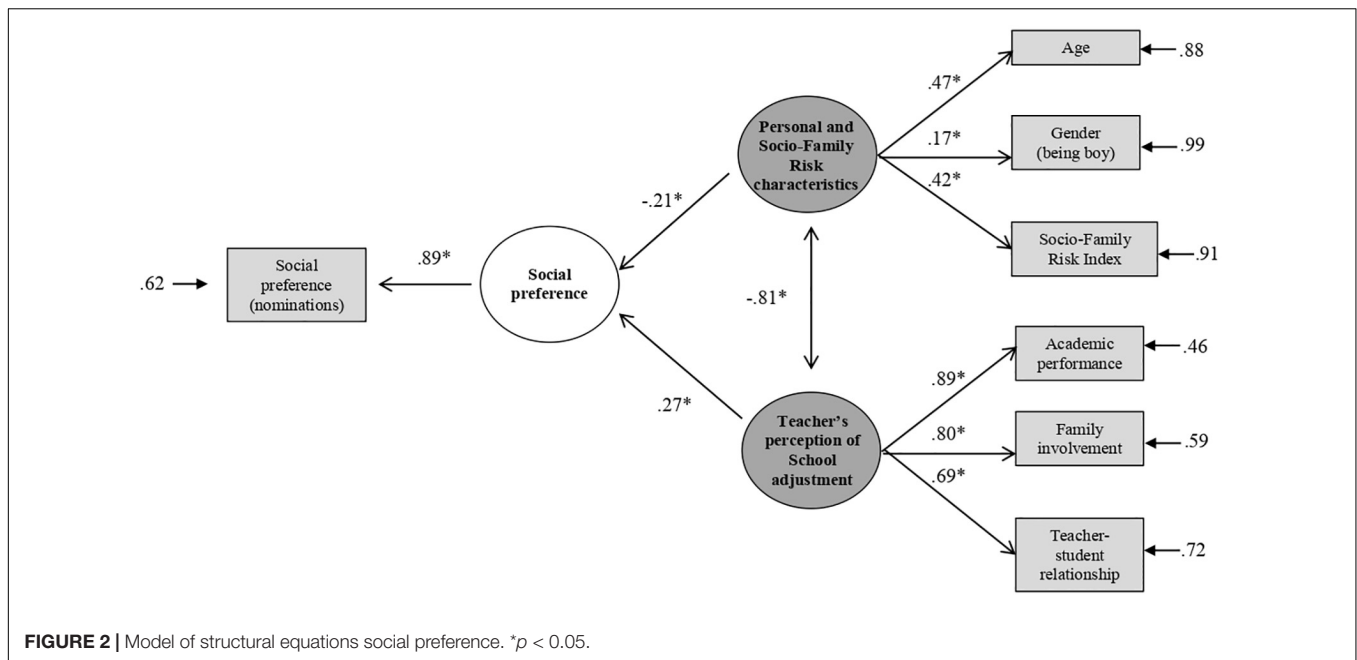 Age
.88
.47*
Personal and
Socio-Family
Risk
characteristics
.17*
Gender
(being boy)
.99
.42*
-.21*
Socio-Family
Risk Index
.91
.62
Social
preference
(nominations)
.89*
Social
preference
-.81*
Academic
performance
.46
.89*
.27*
Teacher's
perception of
School
adjustment
.80*
Family
involvement
.59
.69*
Teacher-
student
relationship
.72
FIGURE 2 | Model of structural equations social preference. *p < 0.05.